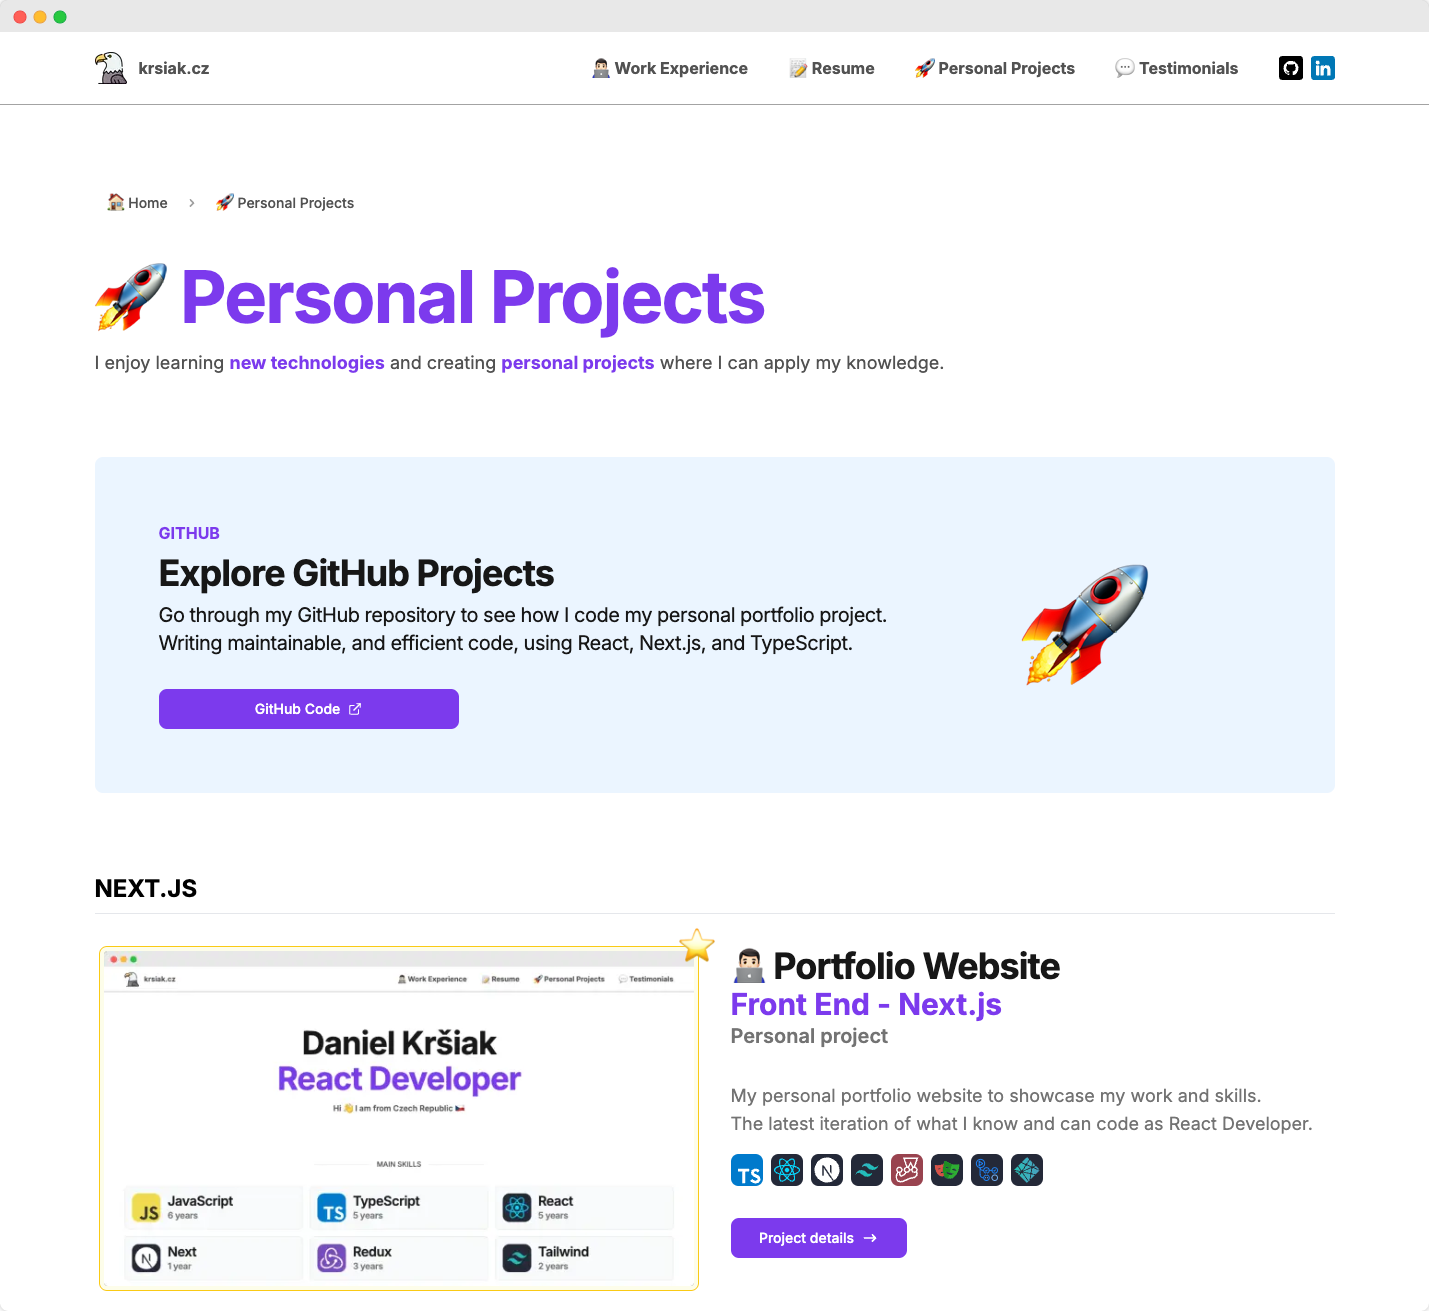 krsiak.cz
Work Experience
Resume
Personal Projects
Testimonials
in
Home
Personal Projects
Personal Projects
I enjoy learning new technologies and creating personal projects where I can apply my knowledge.
GITHUB
Explore GitHub Projects
Go through my GitHub repository to see how I code my personal portfolio project.
Writing maintainable, and efficient code, using React, Next.js, and TypeScript.
GitHub Code
NEXT.JS
krsiak.cz
Work Experience
Resume
Personal Projects
Testimonials
Daniel Kršiak
React Developer
Hi 👋 I am from Czech Republic 🇨🇿
MAIN SKILLS
JS
JavaScript
6 years
TS
TypeScript
5 years
React
5 years
N
Next
1 year
Redux
3 years
Tailwind
2 years
Portfolio Website
Front End - Next.js
Personal project
My personal portfolio website to showcase my work and skills.
The latest iteration of what I know and can code as React Developer.
TS
N
Project details